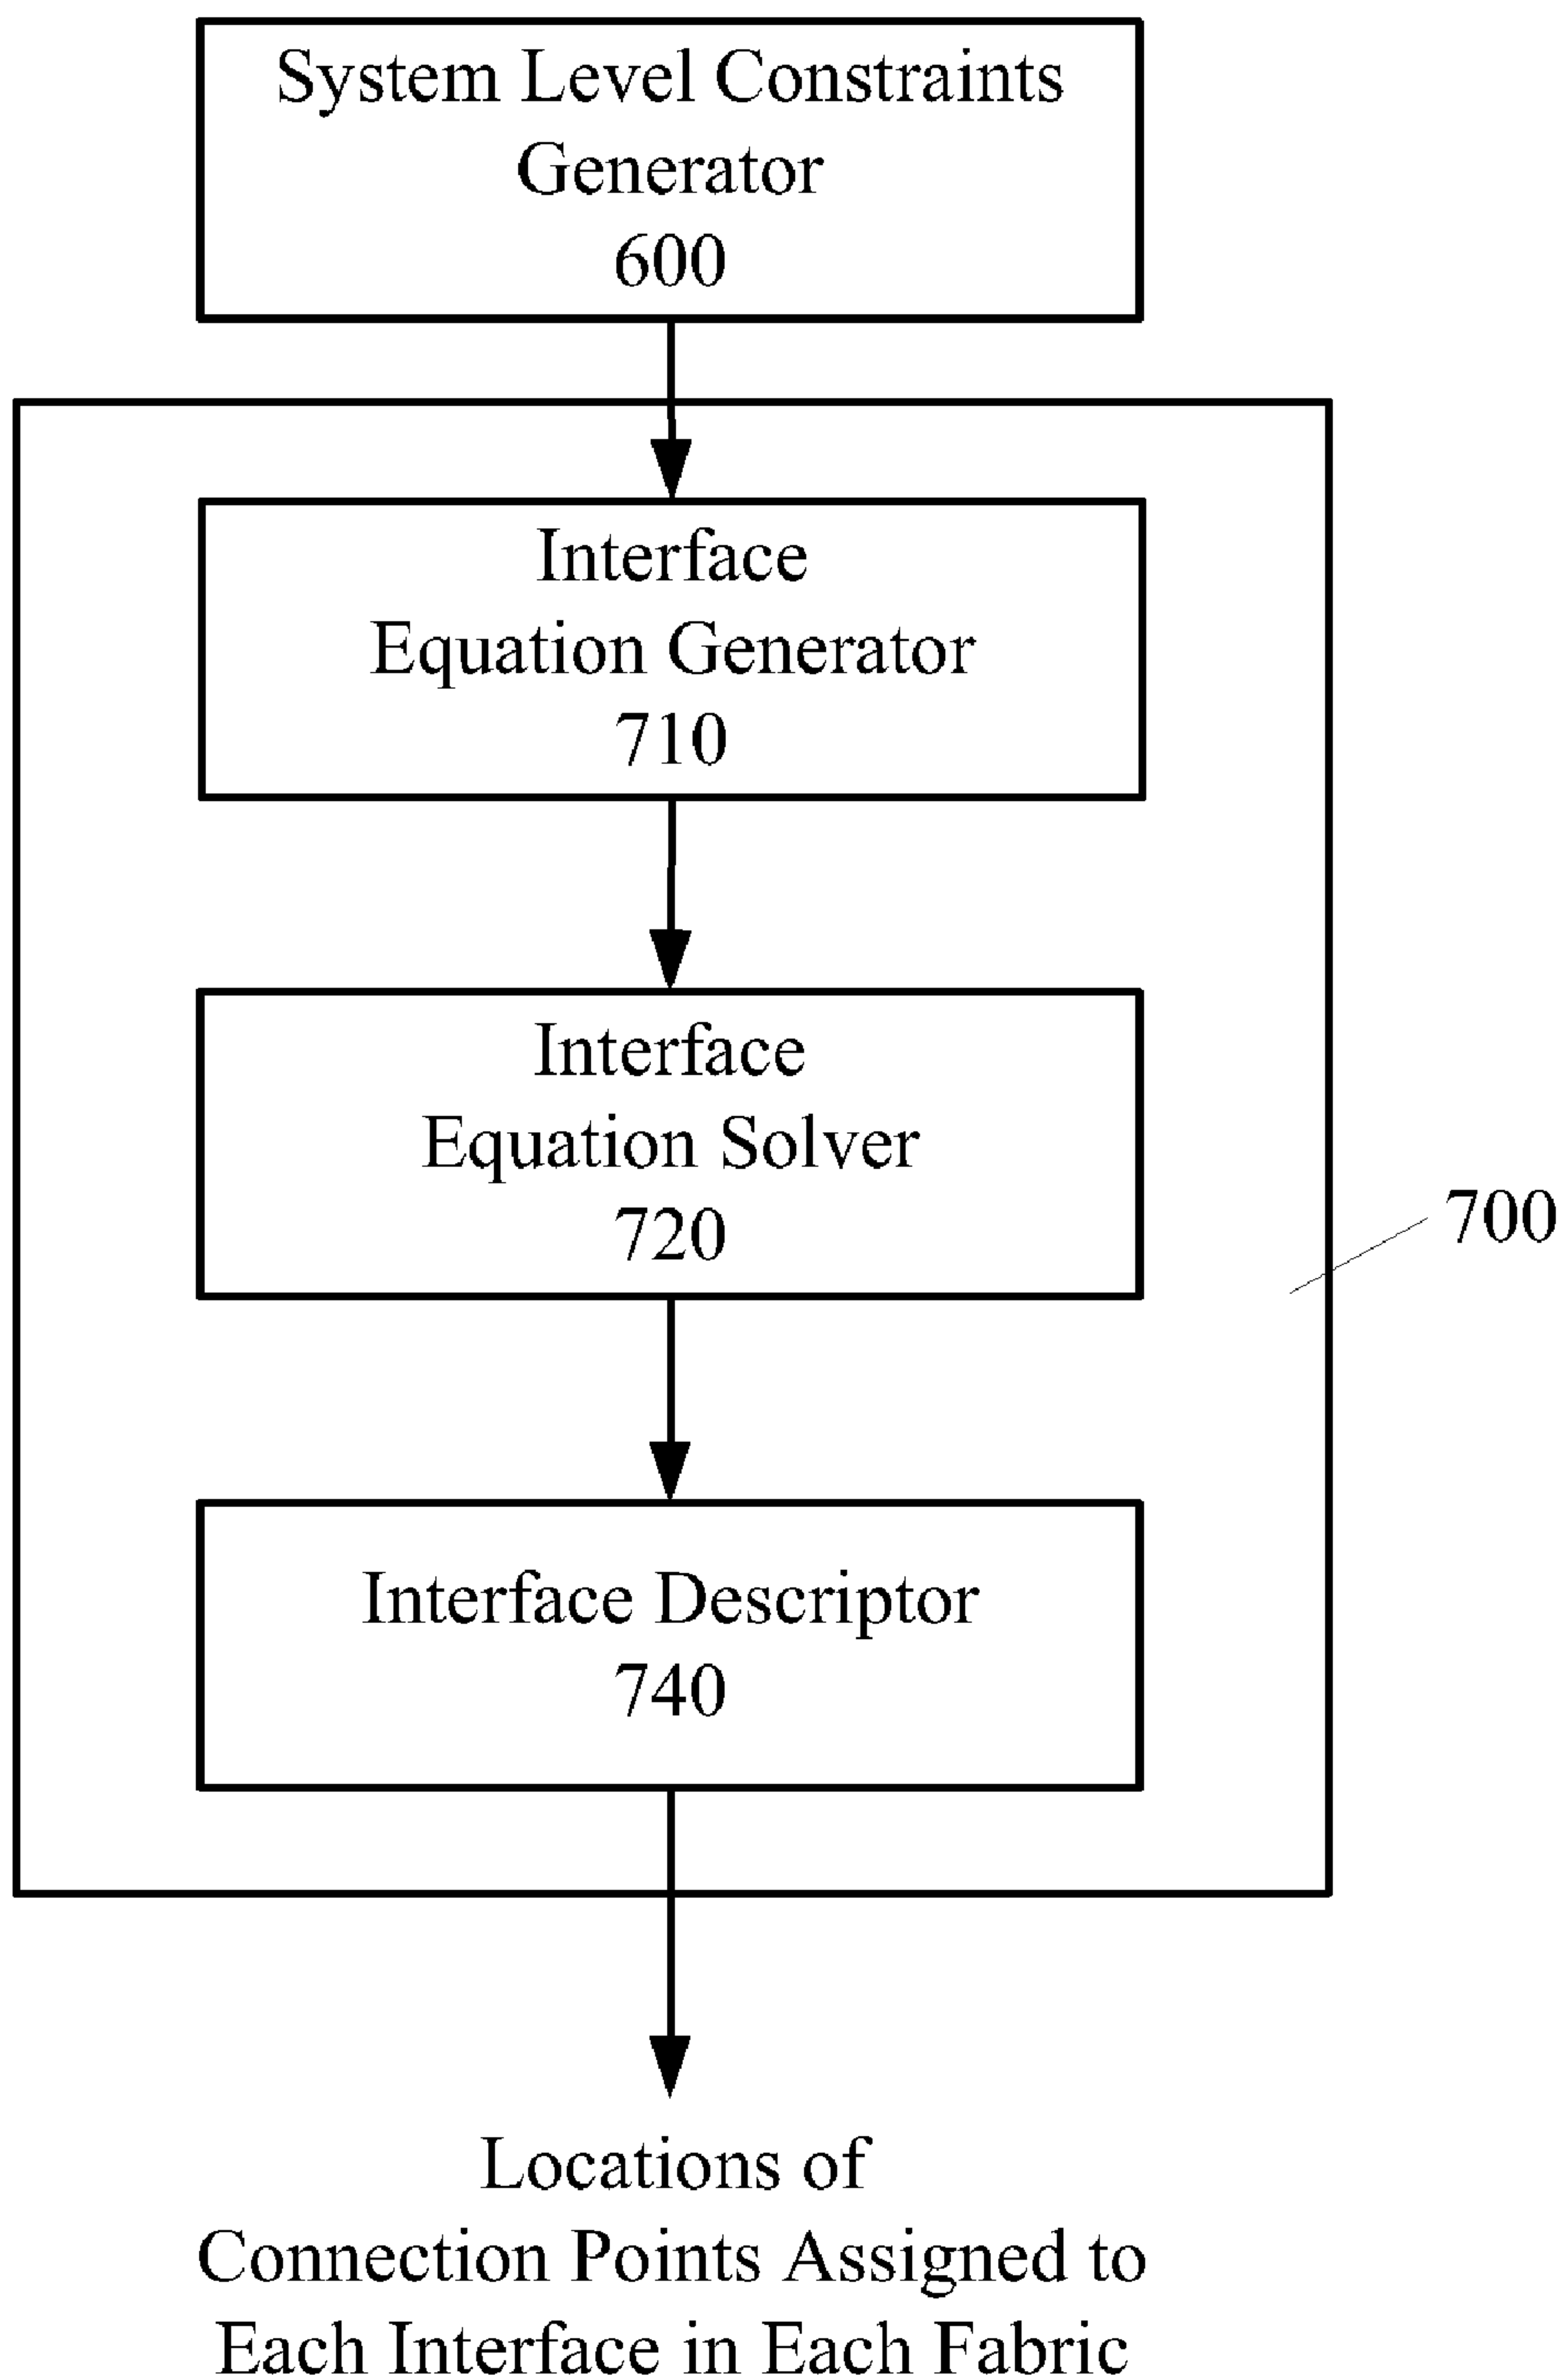 System Level Constraints
Generator
600
Interface
Equation Generator
710
Interface
Equation Solver
720
700
Interface Descriptor
740
Locations of
Connection Points Assigned to
Each Interface in Each Fabric